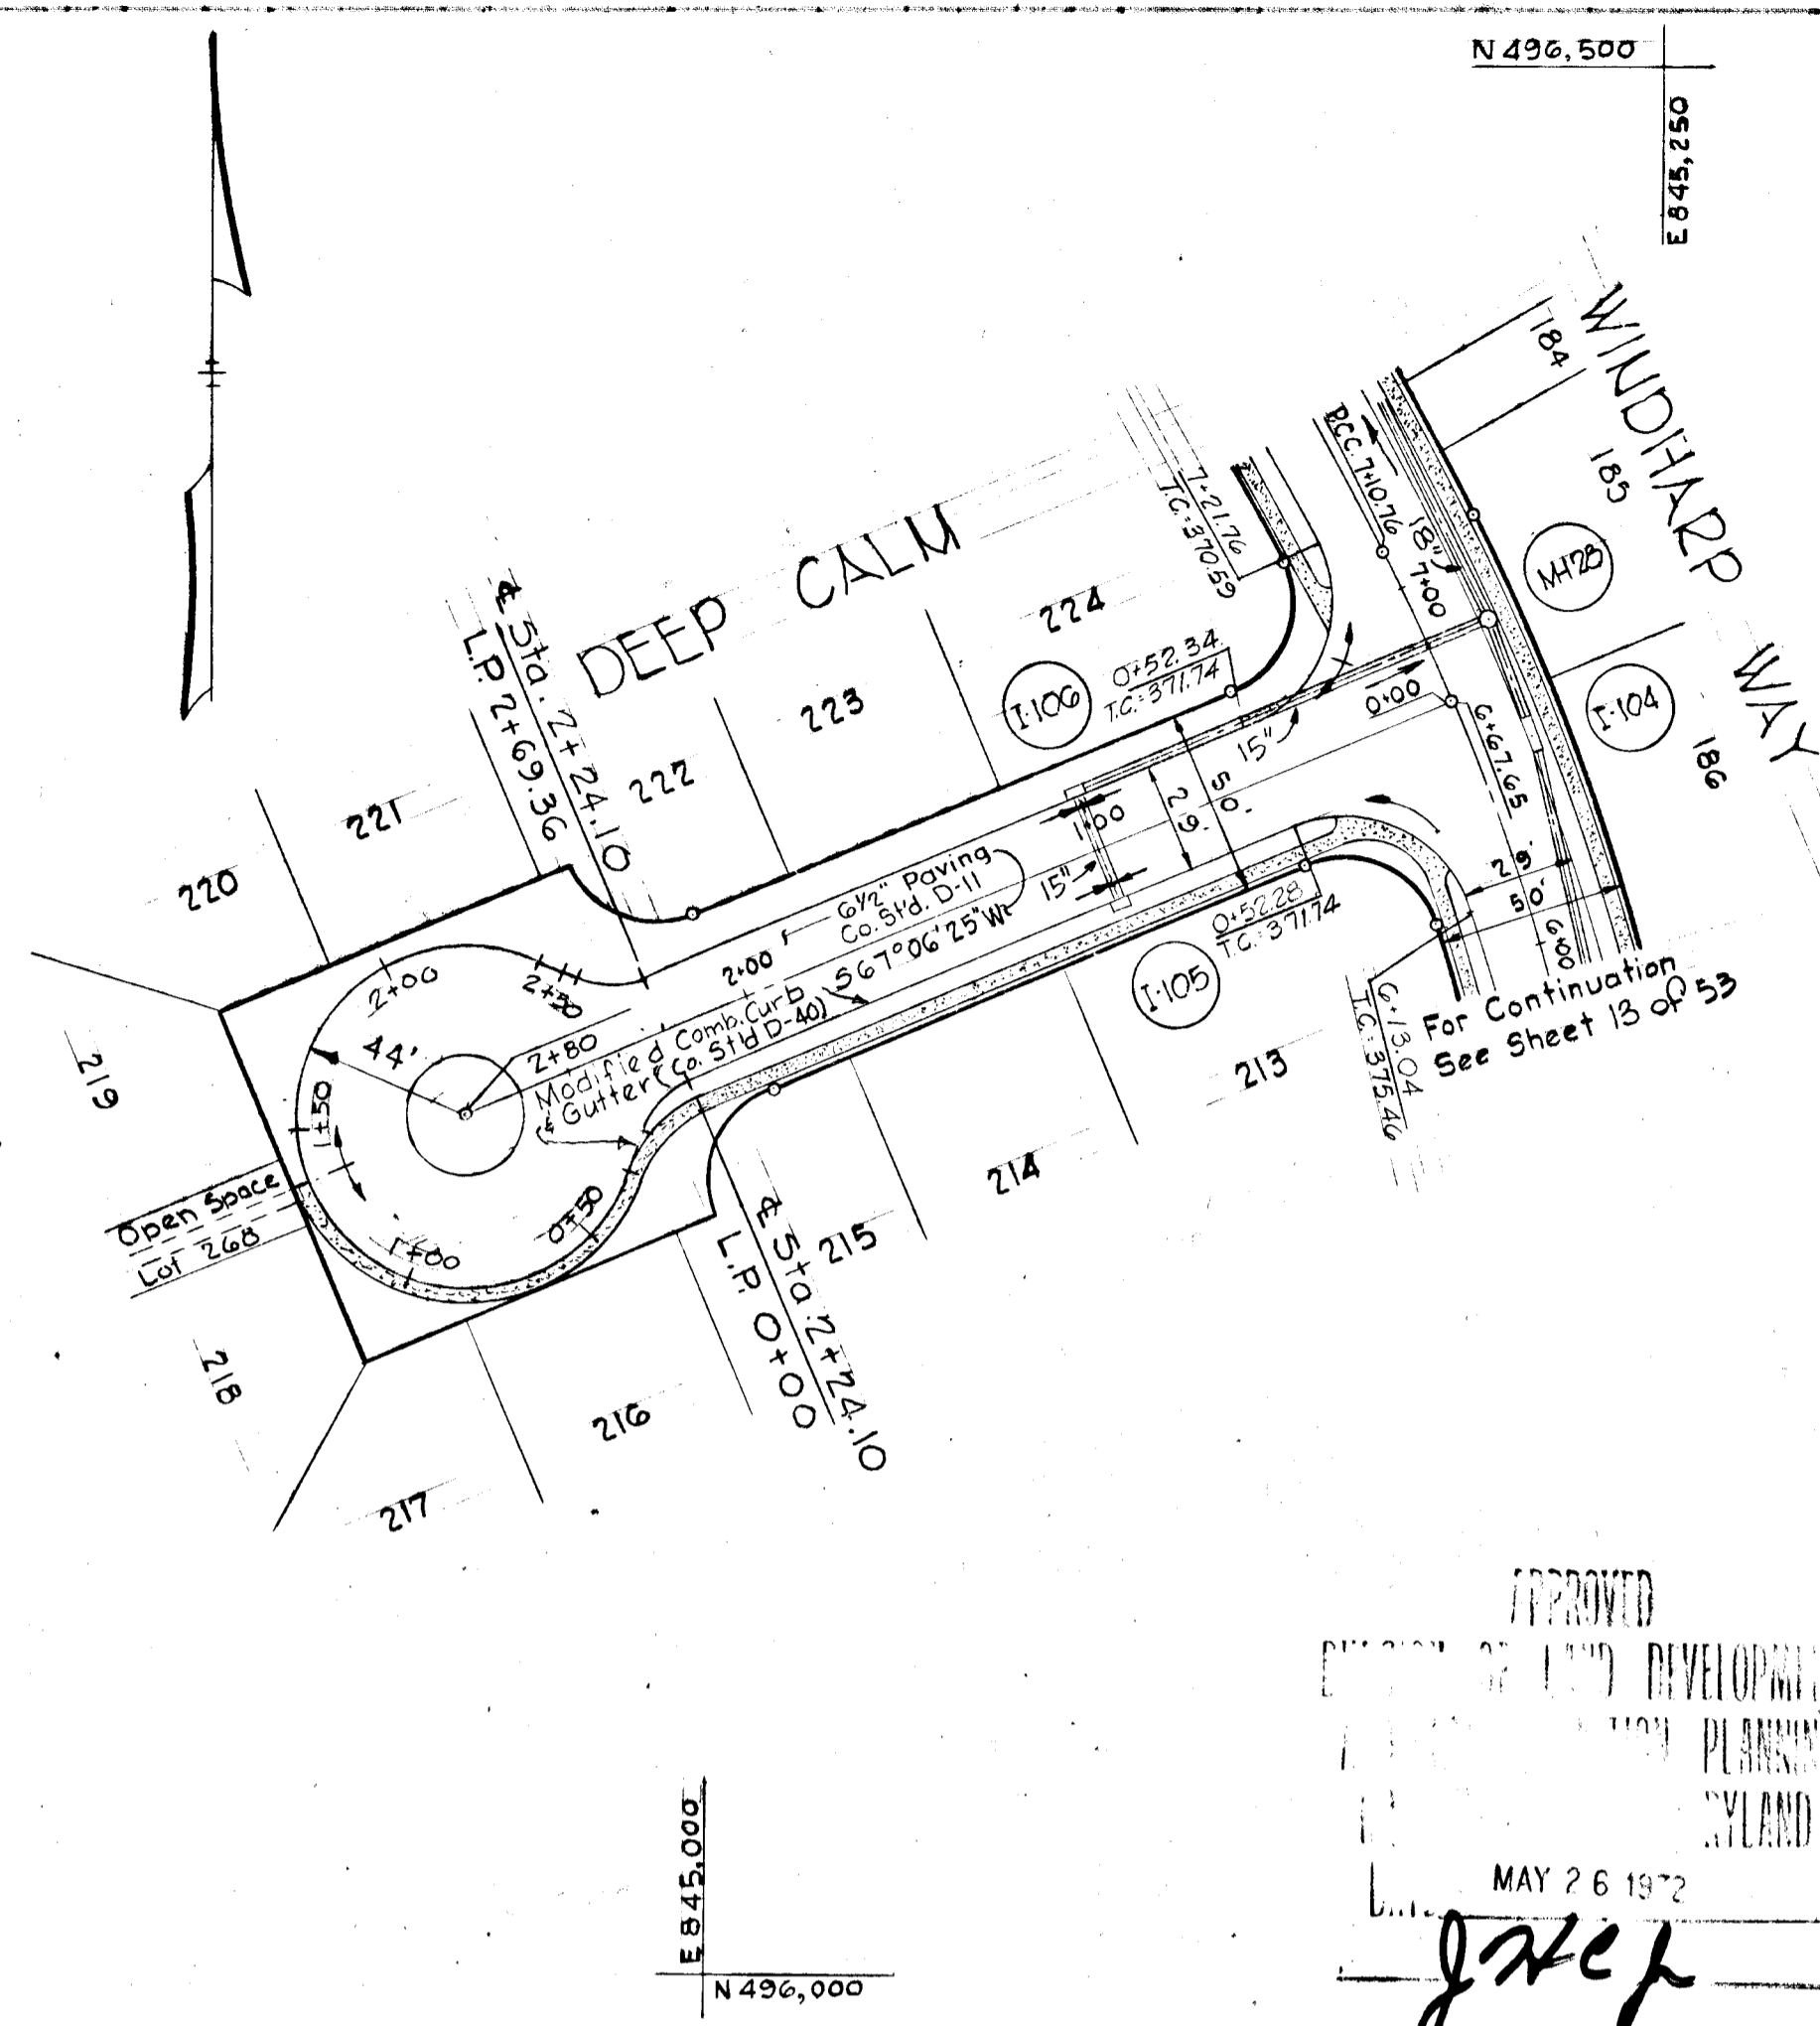 N 496,500
E 845,250
WINDHARP WAY
184
185
186
P.C.C. 7+10.76
18"
7+00
MH28
I-104
7+21.76
T.C.=370.59
DEEP CALM
℄ Sta. 2+24.10
L.P. 2+69.36
224
223
222
221
220
219
218
217
216
215
214
213
I-106
0+52.34
T.C.=371.74
15"
0+00
6+67.65
50'
29'
1+00
15"
6½" Paving
Co. Std. D-11
S67°06'25"W
2+00
Modified Comb. Curb
& Gutter (Co. Std D-40)
0+52.28
T.C.=371.74
I-105
29'
50'
6+00
6+13.04
T.C.=375.46
For Continuation
See Sheet 13 of 53
2+00
2+50
44'
2+80
1+50
1+00
0+50
Open Space
Lot 268
℄ Sta. 2+24.10
L.P. 0+00
E 845,000
N 496,000
APPROVED
DEVELOPME
PLANNIN
MAY 26 1972